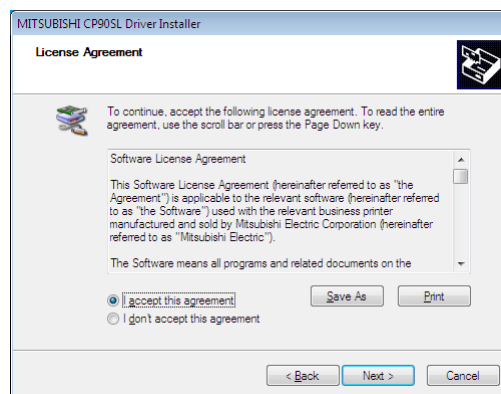 MITSUBISHI CP90SL Driver Installer
License Agreement
To continue, accept the following license agreement. To read the entire
agreement, use the scroll bar or press the Page Down key.
Software License Agreement
This Software License Agreement (hereinafter referred to as "the
Agreement") is applicable to the relevant software (hereinafter referred
to as "the Software") used with the relevant business printer
manufactured and sold by Mitsubishi Electric Corporation (hereinafter
referred to as "Mitsubishi Electric").
The Software means all programs and related documents on the
I accept this agreement
Save As
Print
I don't accept this agreement
< Back
Next >
Cancel